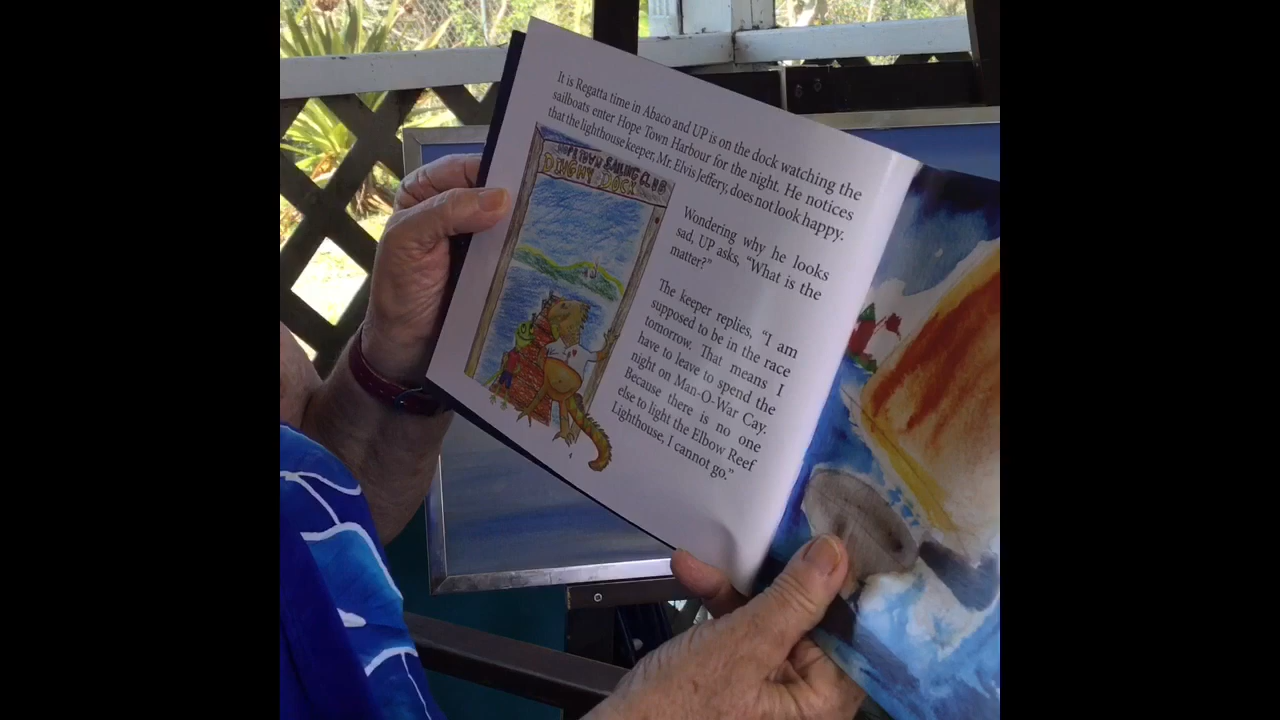 It is Regatta time in Abaco and UP is on the dock watching the
sailboats enter Hope Town Harbour for the night. He notices
that the lighthouse keeper, Mr. Elvis Jeffery, does not look happy.
HOPE TOWN SAILING CLUB
DINGHY DOCK
Wondering why he looks
sad, UP asks, “What is the
matter?”
The keeper replies, “I am
supposed to be in the race
tomorrow. That means I
have to leave to spend the
night on Man-O-War Cay.
Because there is no one
else to light the Elbow Reef
Lighthouse, I cannot go.”